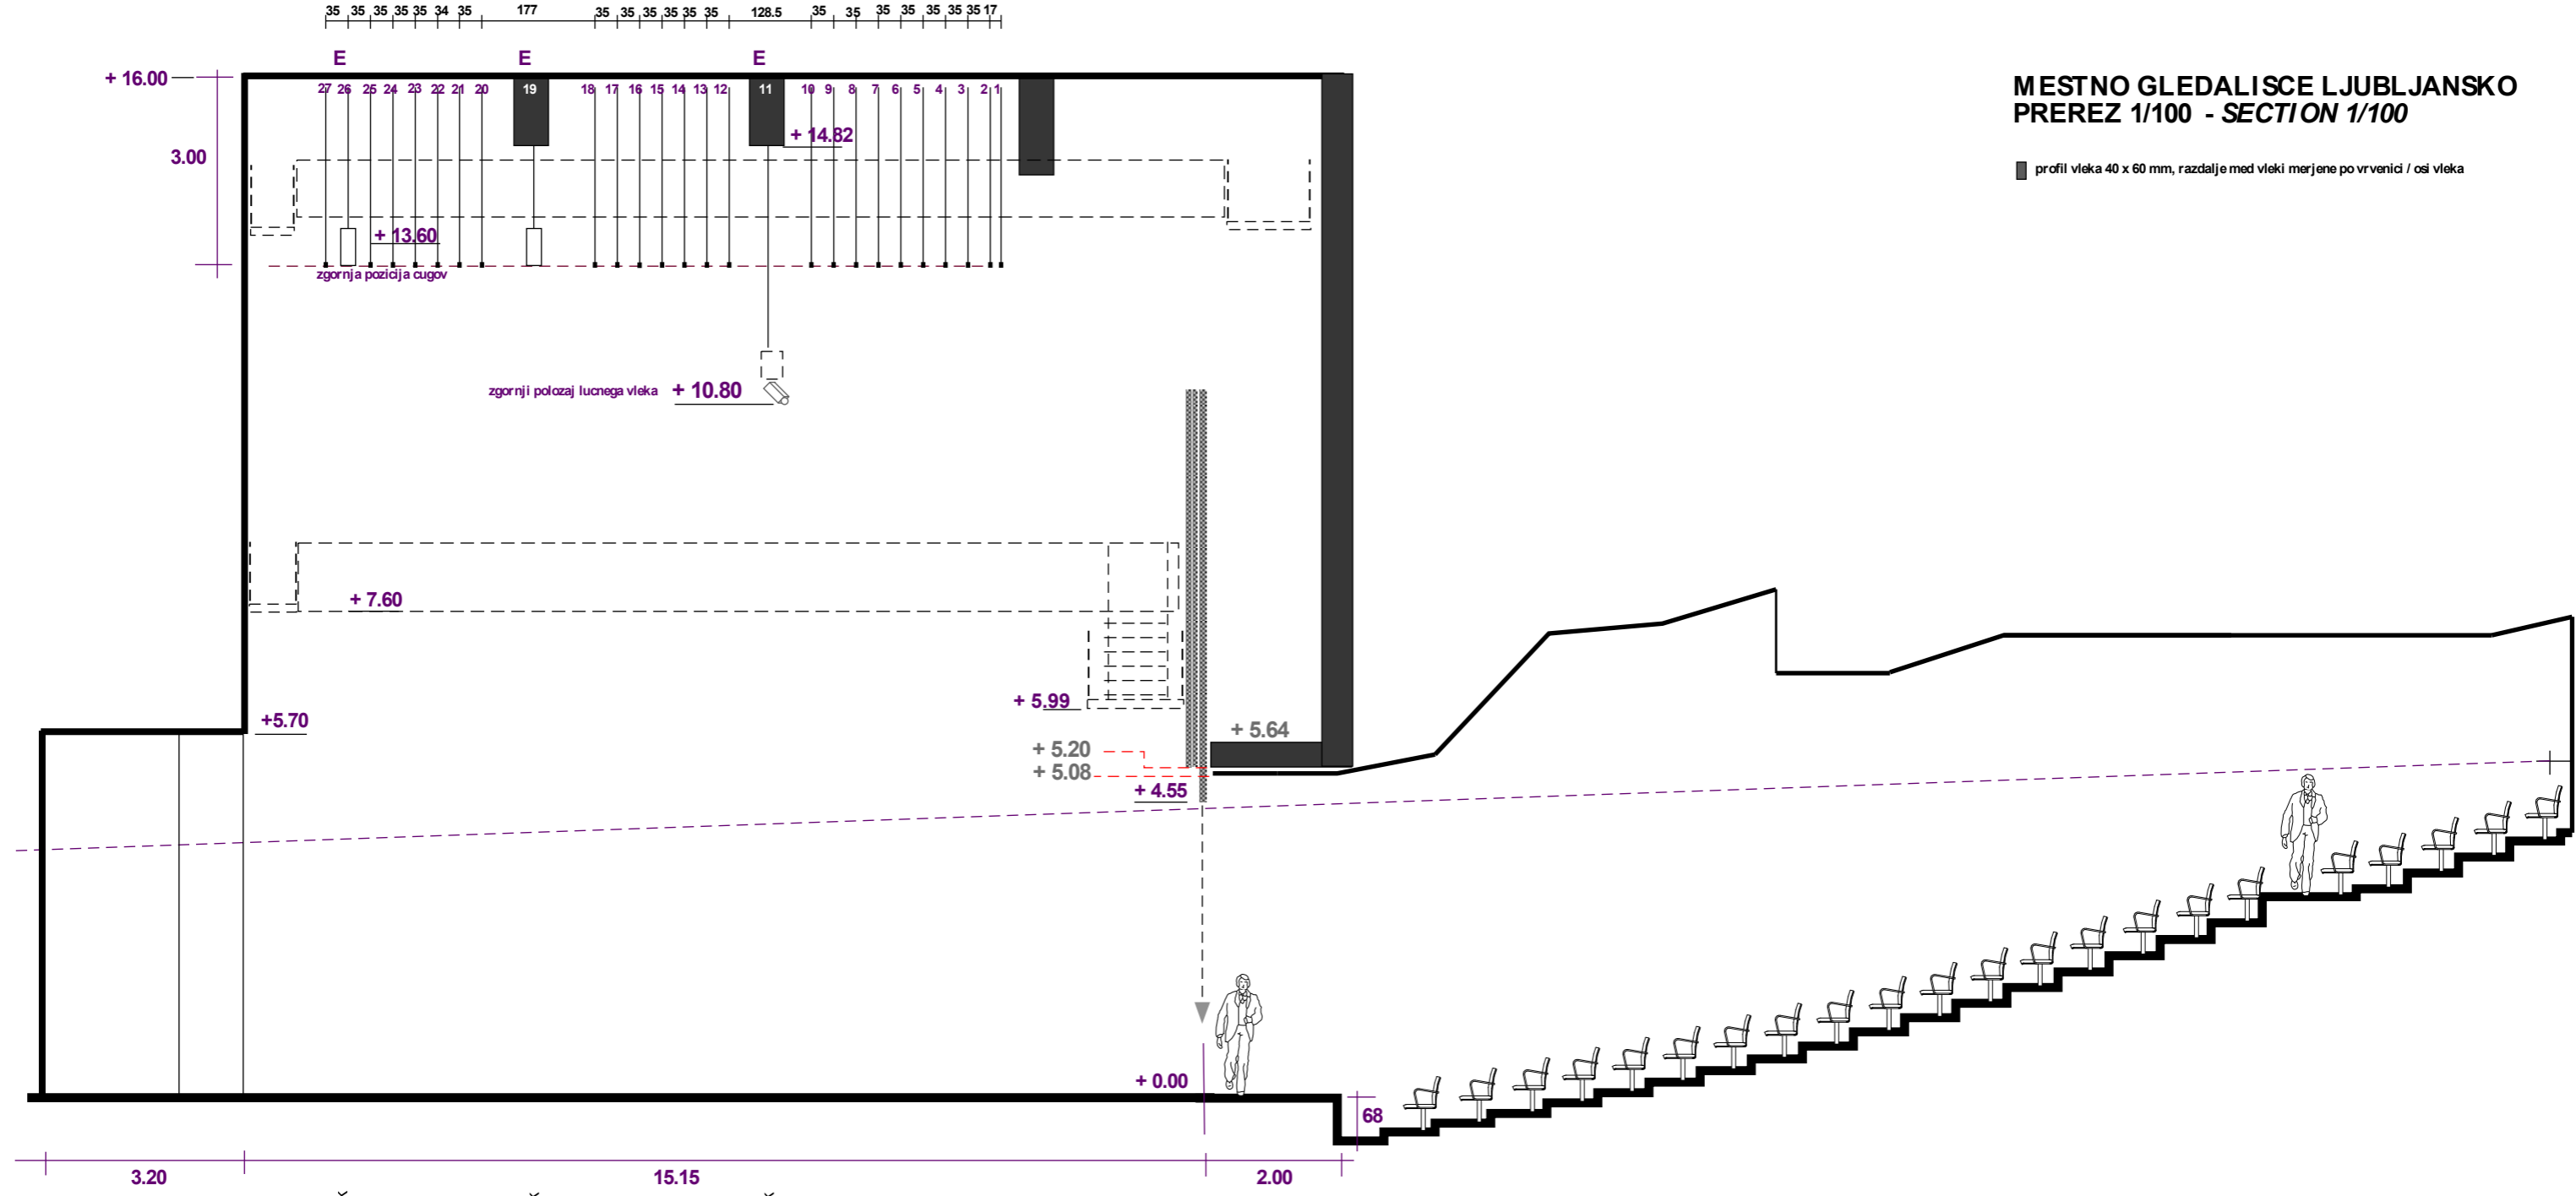 35 35 35 35 35 34 35 177 35 35 35 35 35 35 128.5 35 35 35 35 35 35 35 17
E E E
+ 16.00
MESTNO GLEDALISCE LJUBLJANSKO
PREREZ 1/100 - SECTION 1/100
27 26 25 24 23 22 21 20 19 18 17 16 15 14 13 12 11 10 9 8 7 6 5 4 3 2 1
+ 14.82
3.00
profil vleka 40 x 60 mm, razdalje med vleki merjene po vrvenici / osi vleka
+ 13.60
zgornja pozicija cugov
zgornji polozaj lucnega vleka + 10.80
+ 7.60
+ 5.99
+5.70
+ 5.64
+ 5.20
+ 5.08
+ 4.55
+ 0.00
68
3.20 15.15 2.00